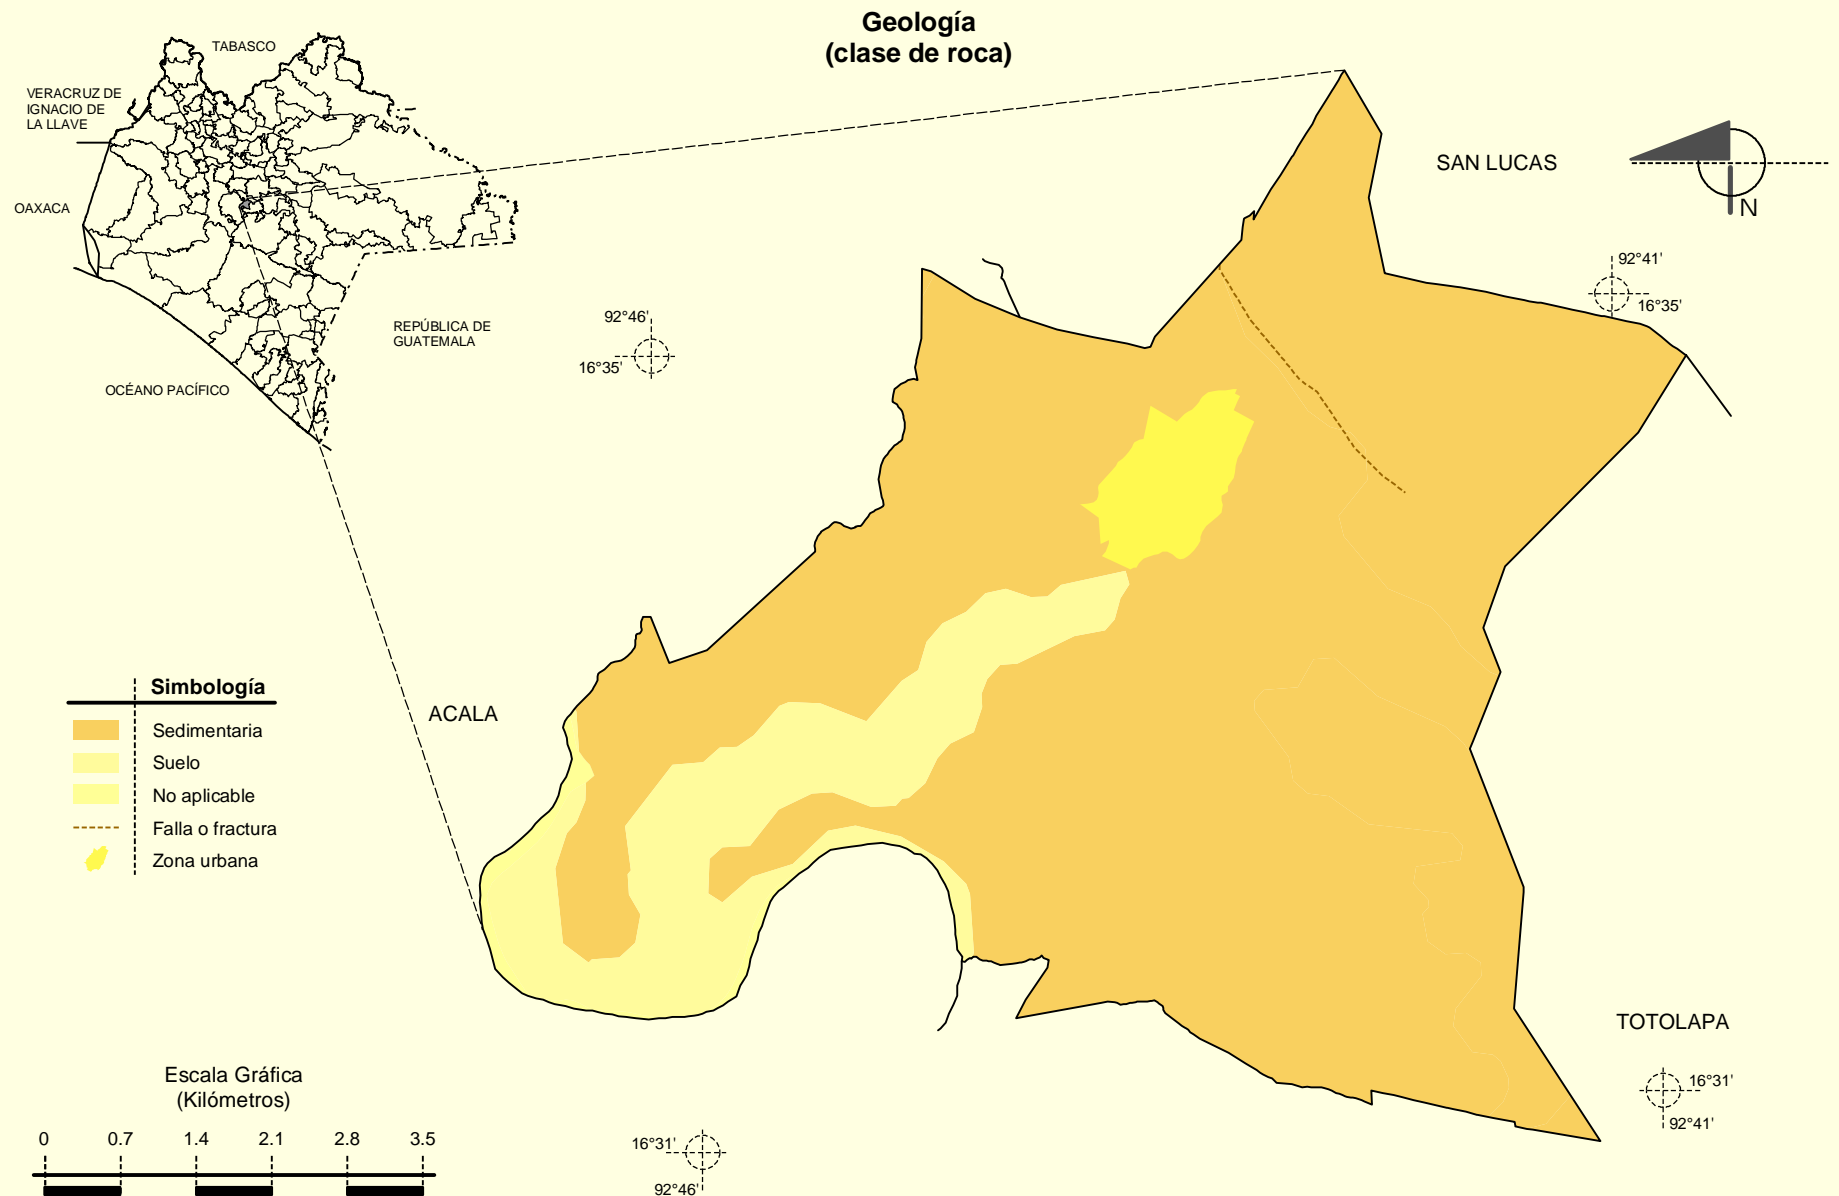 Geología
(clase de roca)
TABASCO
VERACRUZ DE
IGNACIO DE
LA LLAVE
OAXACA
REPÚBLICA DE
GUATEMALA
OCÉANO PACÍFICO
SAN LUCAS
N
92°41'
16°35'
92°46'
16°35'
ACALA
Simbología
Sedimentaria
Suelo
No aplicable
Falla o fractura
Zona urbana
TOTOLAPA
16°31'
92°41'
Escala Gráfica
(Kilómetros)
0 0.7 1.4 2.1 2.8 3.5
16°31'
92°46'